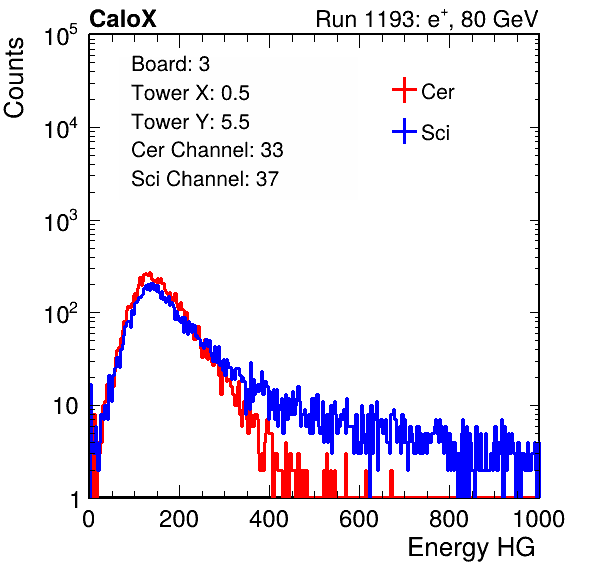 CaloX Run 1193: e⁺, 80 GeV
Counts
10⁵
10⁴
10³
10²
10
1
Board: 3
Tower X: 0.5
Tower Y: 5.5
Cer Channel: 33
Sci Channel: 37
Cer
Sci
0 200 400 600 800 1000
Energy HG